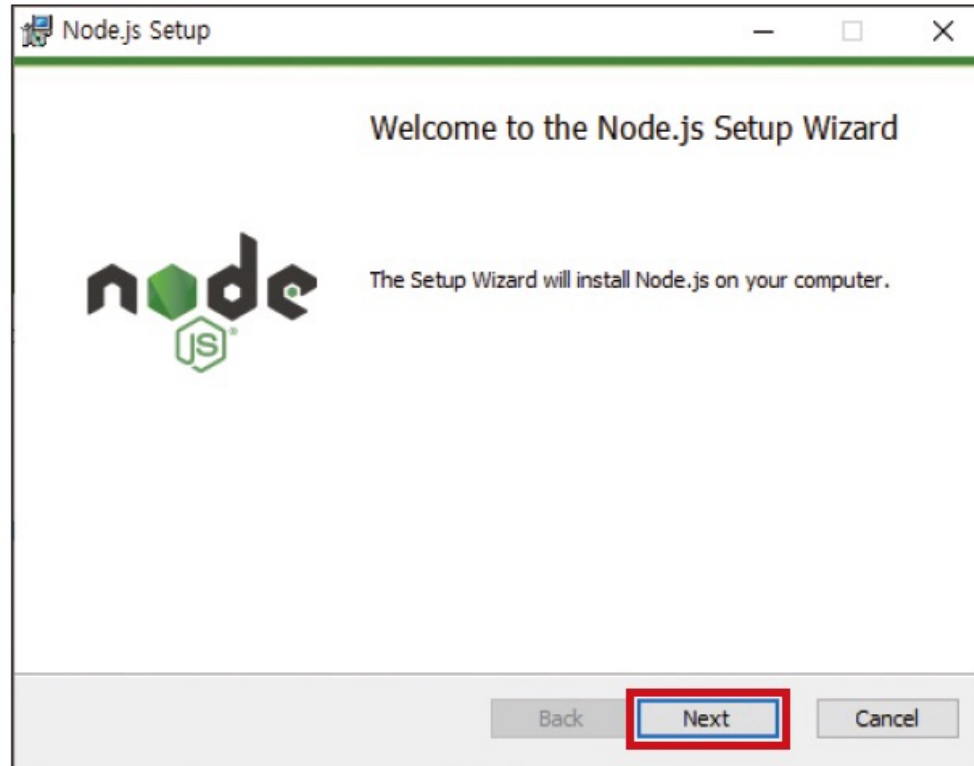 Node.js Setup
Welcome to the Node.js Setup Wizard
The Setup Wizard will install Node.js on your computer.
node
JS®
Back
Next
Cancel